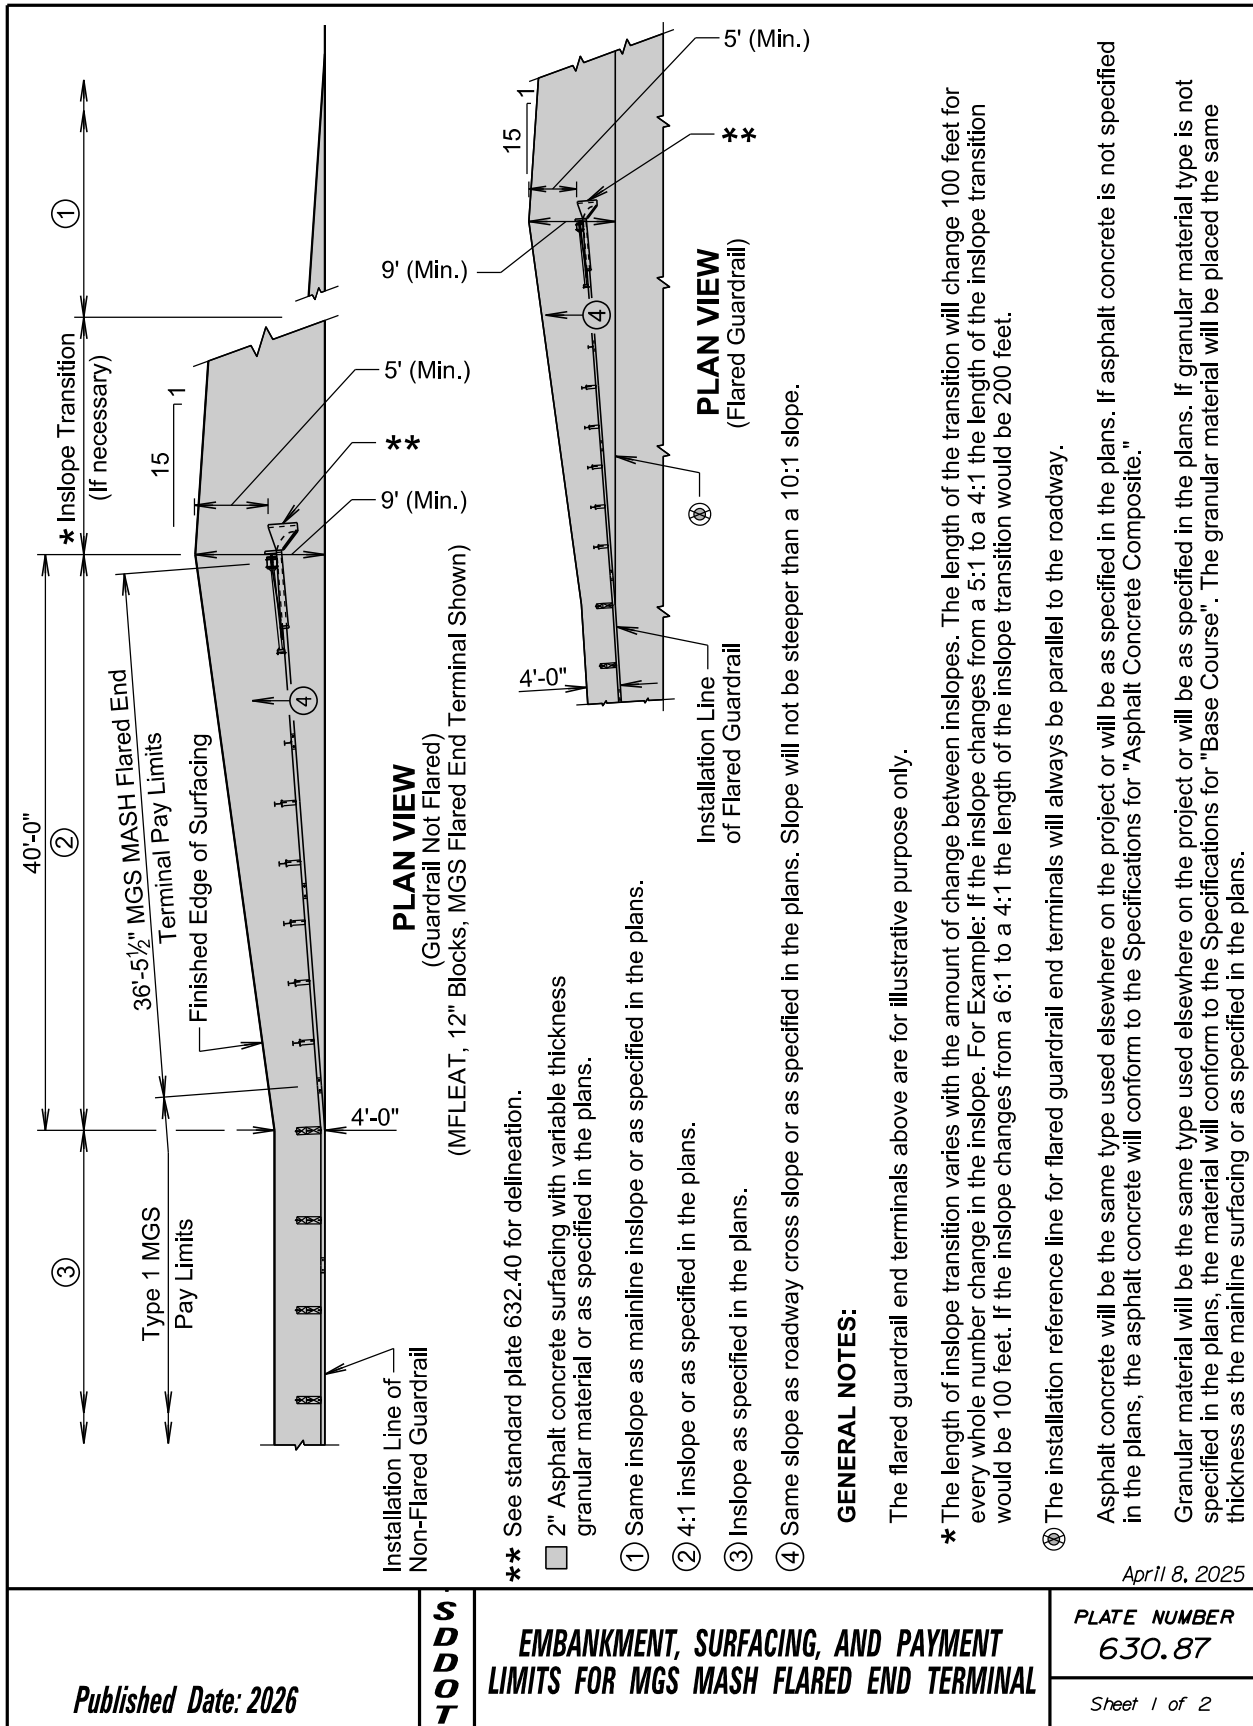 40'-0"
③
②
* Inslope Transition
(If necessary)
①
Type 1 MGS
Pay Limits
36'-5½" MGS MASH Flared End
Terminal Pay Limits
Finished Edge of Surfacing
15
1
5' (Min.)
**
9' (Min.)
④
4'-0"
Installation Line of
Non-Flared Guardrail
PLAN VIEW
(Guardrail Not Flared)
(MFLEAT, 12" Blocks, MGS Flared End Terminal Shown)
15
1
5' (Min.)
**
9' (Min.)
④
4'-0"
Installation Line
of Flared Guardrail
PLAN VIEW
(Flared Guardrail)
** See standard plate 632.40 for delineation.
2" Asphalt concrete surfacing with variable thickness
granular material or as specified in the plans.
① Same inslope as mainline inslope or as specified in the plans.
② 4:1 inslope or as specified in the plans.
③ Inslope as specified in the plans.
④ Same slope as roadway cross slope or as specified in the plans. Slope will not be steeper than a 10:1 slope.
GENERAL NOTES:
The flared guardrail end terminals above are for illustrative purpose only.
* The length of inslope transition varies with the amount of change between inslopes. The length of the transition will change 100 feet for
every whole number change in the inslope. For Example: If the inslope changes from a 5:1 to a 4:1 the length of the inslope transition
would be 100 feet. If the inslope changes from a 6:1 to a 4:1 the length of the inslope transition would be 200 feet.
The installation reference line for flared guardrail end terminals will always be parallel to the roadway.
Asphalt concrete will be the same type used elsewhere on the project or will be as specified in the plans. If asphalt concrete is not specified
in the plans, the asphalt concrete will conform to the Specifications for "Asphalt Concrete Composite."
Granular material will be the same type used elsewhere on the project or will be as specified in the plans. If granular material type is not
specified in the plans, the material will conform to the Specifications for "Base Course". The granular material will be placed the same
thickness as the mainline surfacing or as specified in the plans.
April 8, 2025
Published Date: 2026
SDDOT
EMBANKMENT, SURFACING, AND PAYMENT
LIMITS FOR MGS MASH FLARED END TERMINAL
PLATE NUMBER
630.87
Sheet 1 of 2